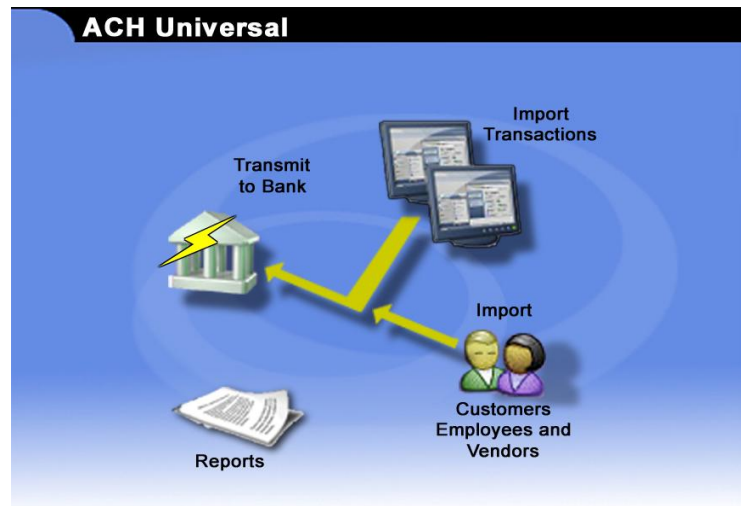 ACH Universal
Import
Transactions
Transmit
to Bank
Import
Customers
Employees and
Vendors
Reports